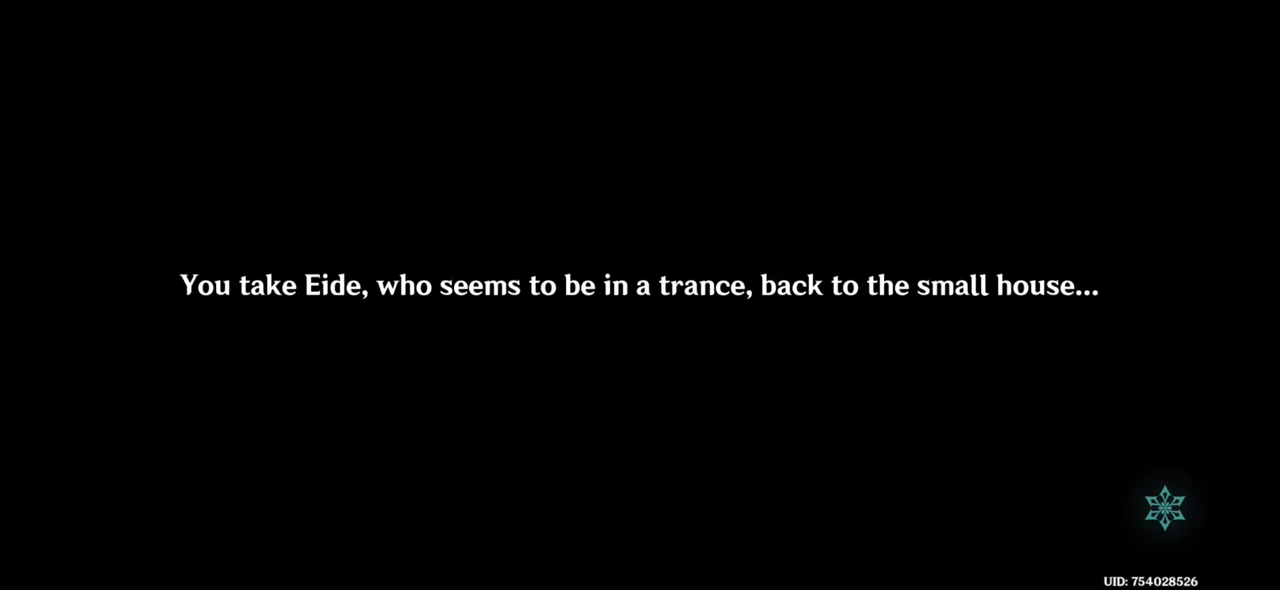 You take Eide, who seems to be in a trance, back to the small house...
UID: 754028526